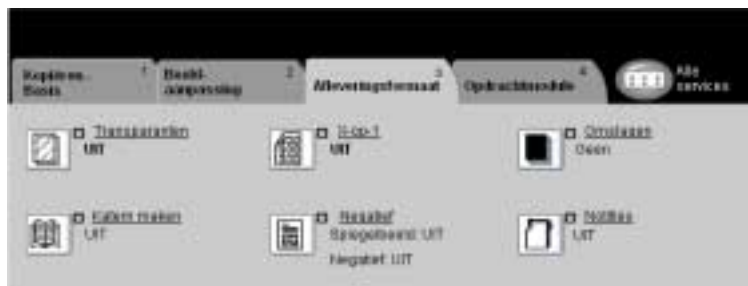 Kopiëren..
Basis
1
Beeld-
aanpassing
2
Afleveringsformaat
3
Opdrachtmodule
4
Alle
services
Transparanten
UIT
N-op-1
UIT
Omslagen
Geen
Katern maken
UIT
Negatief
Spiegelbeeld: UIT
Negatief: UIT
Notities
UIT